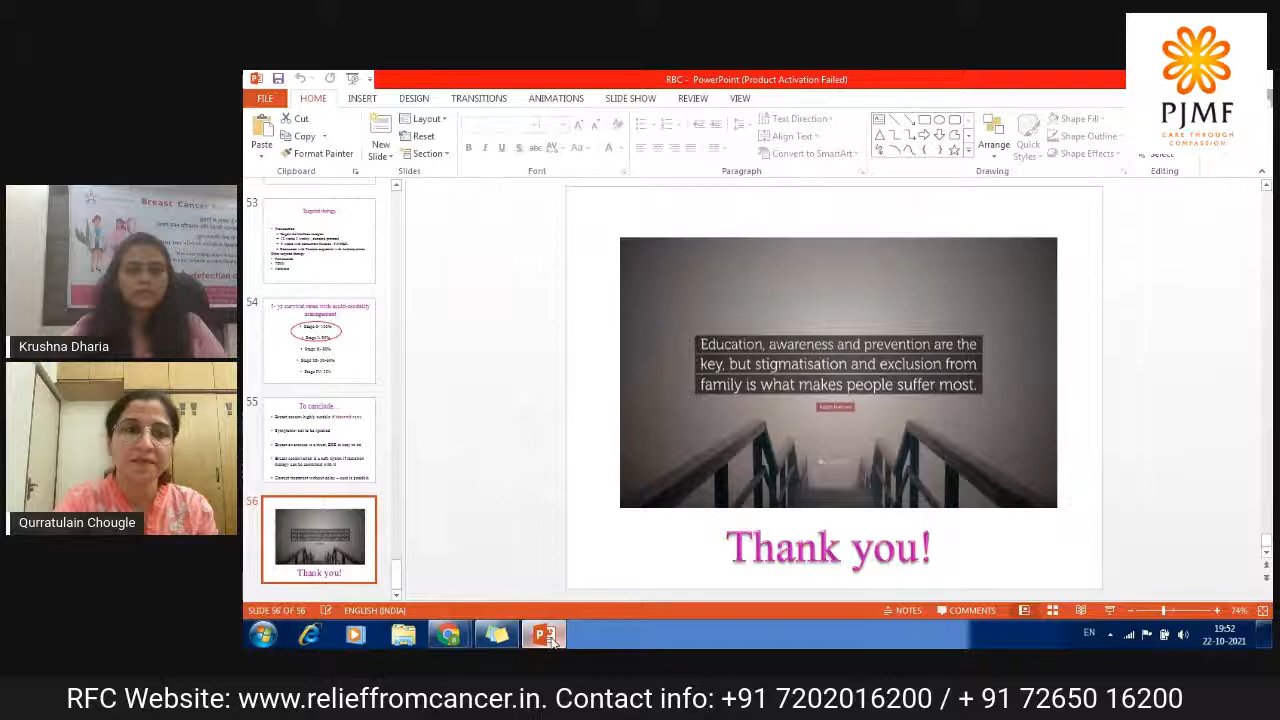 RBC - PowerPoint (Product Activation Failed)
FILE
HOME
INSERT
DESIGN
TRANSITIONS
ANIMATIONS
SLIDE SHOW
REVIEW
VIEW
Paste
Cut
Copy
Format Painter
Clipboard
New
Slide
Layout
Reset
Section
Slides
Font
Text Direction
Align Text
Convert to SmartArt
Paragraph
Arrange
Quick
Styles
Shape Fill
Shape Outline
Shape Effects
Drawing
Select
Editing
PJMF
CARE THROUGH
COMPASSION
Breast Cancer
detection
Krushna Dharia
Qurratulain Chougle
53
Targeted therapy
54
5- yr survival rates with multi-modality
management
55
To conclude...
56
Thank you!
Education, awareness and prevention are the
key, but stigmatisation and exclusion from
family is what makes people suffer most.
Thank you!
SLIDE 56 OF 56
ENGLISH (INDIA)
NOTES
COMMENTS
74%
EN
19:52
22-10-2021
RFC Website: www.relieffromcancer.in. Contact info: +91 7202016200 / + 91 72650 16200